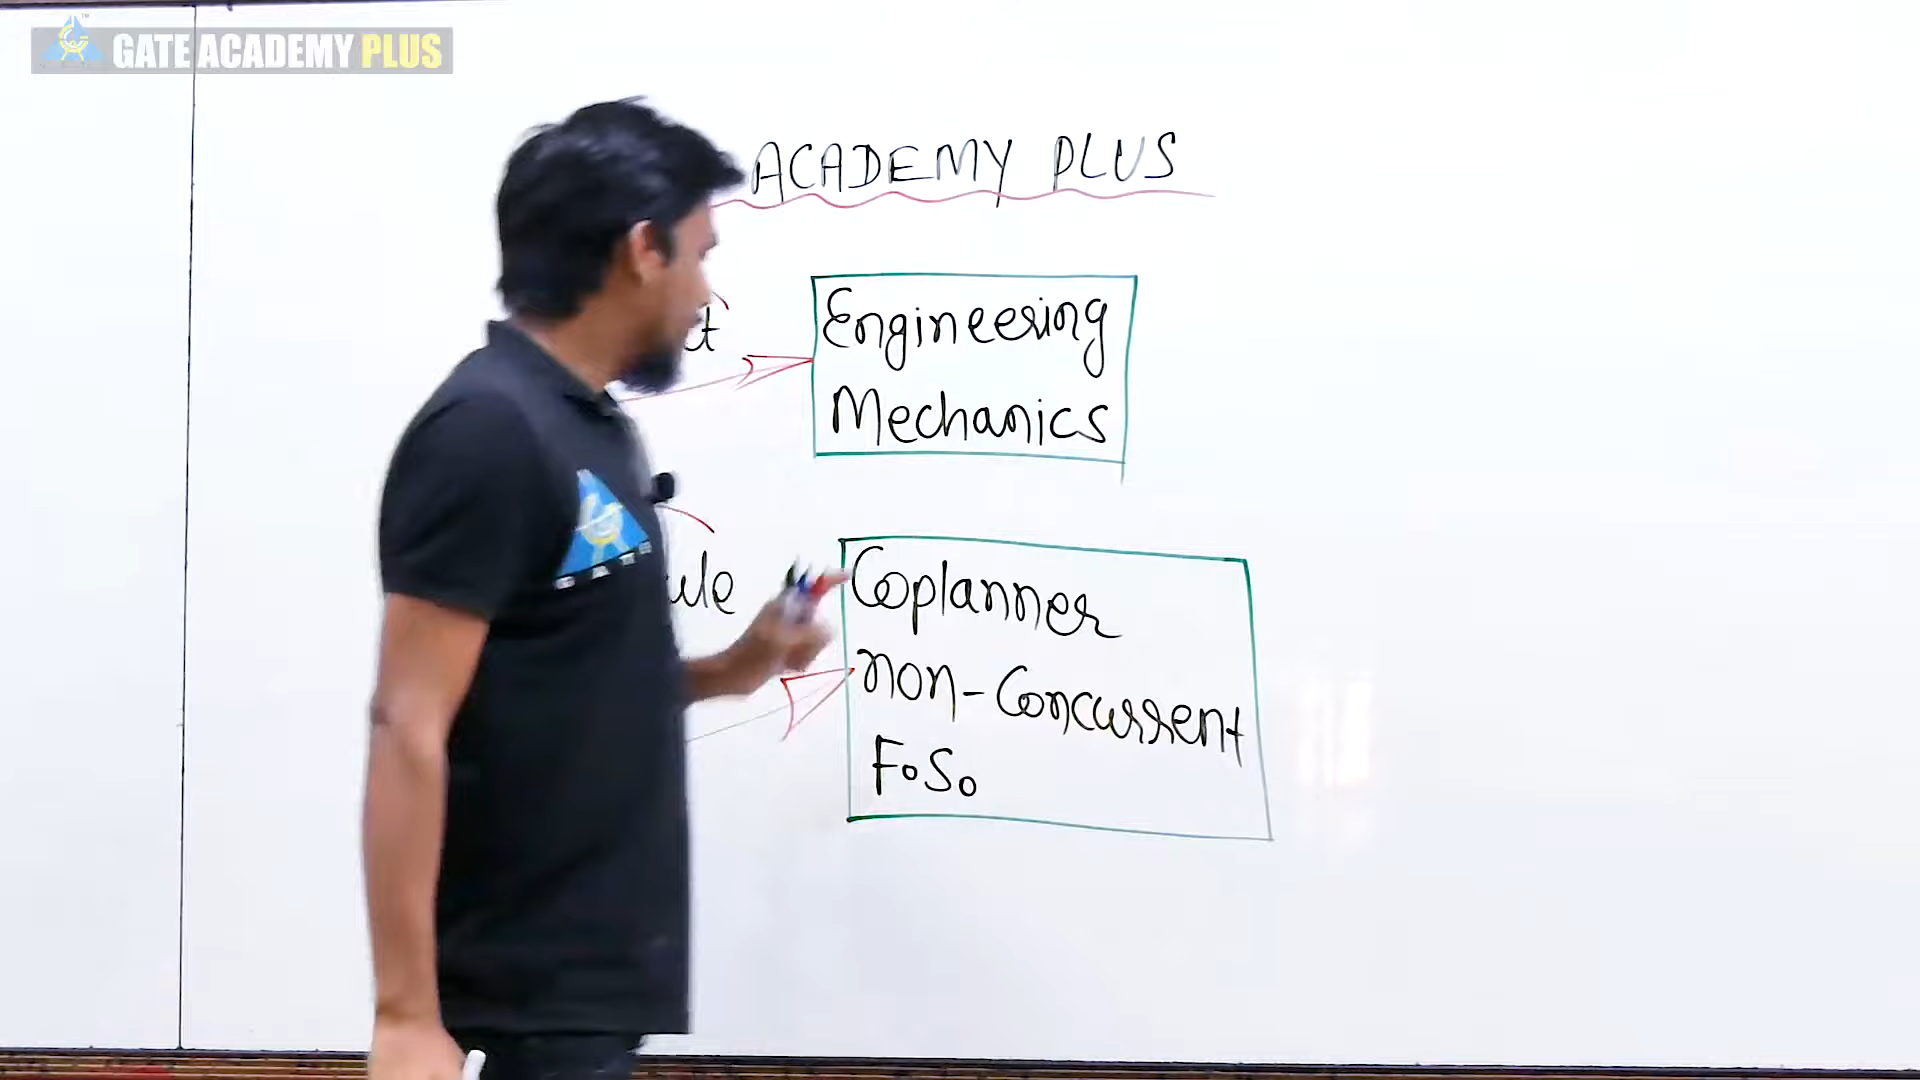 GATE ACADEMY PLUS
ACADEMY PLUS
Engineering
Mechanics
Coplanner
non-Concurrent
F.S.